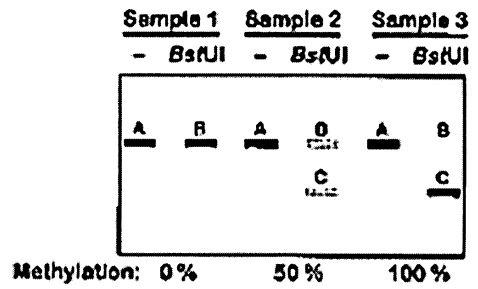 Sample 1 Sample 2 Sample 3
– BstUI – BstUI – BstUI
A B A B A B
C C
Methylation: 0% 50% 100%